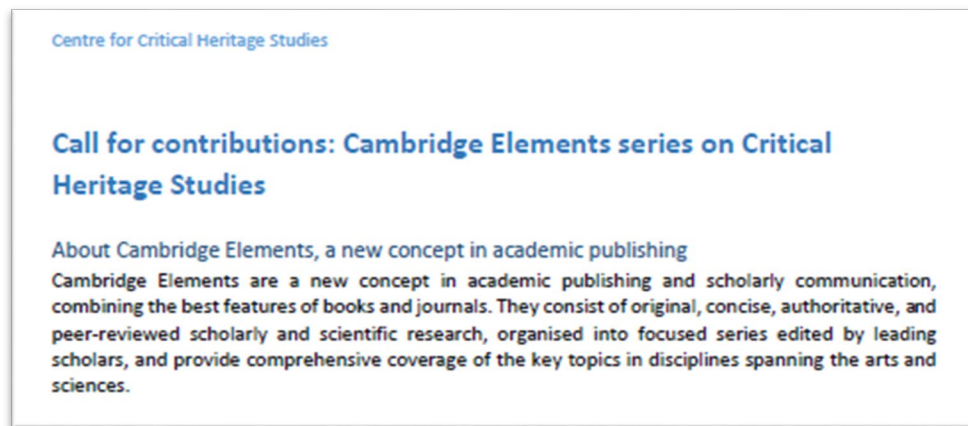 Centre for Critical Heritage Studies
Call for contributions: Cambridge Elements series on Critical
Heritage Studies
About Cambridge Elements, a new concept in academic publishing
Cambridge Elements are a new concept in academic publishing and scholarly communication,
combining the best features of books and journals. They consist of original, concise, authoritative, and
peer-reviewed scholarly and scientific research, organised into focused series edited by leading
scholars, and provide comprehensive coverage of the key topics in disciplines spanning the arts and
sciences.